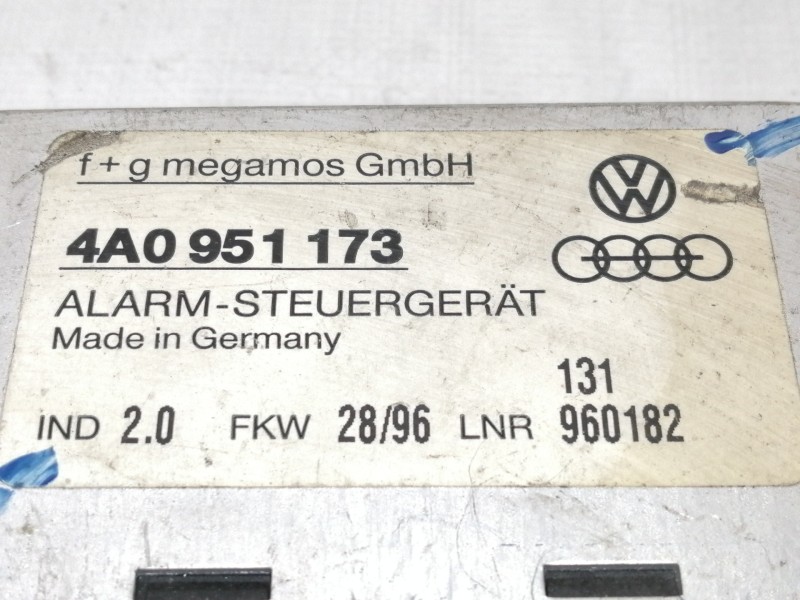 f + g megamos GmbH
4A0 951 173
ALARM-STEUERGERÄT
Made in Germany
131
IND 2.0 FKW 28/96 LNR 960182